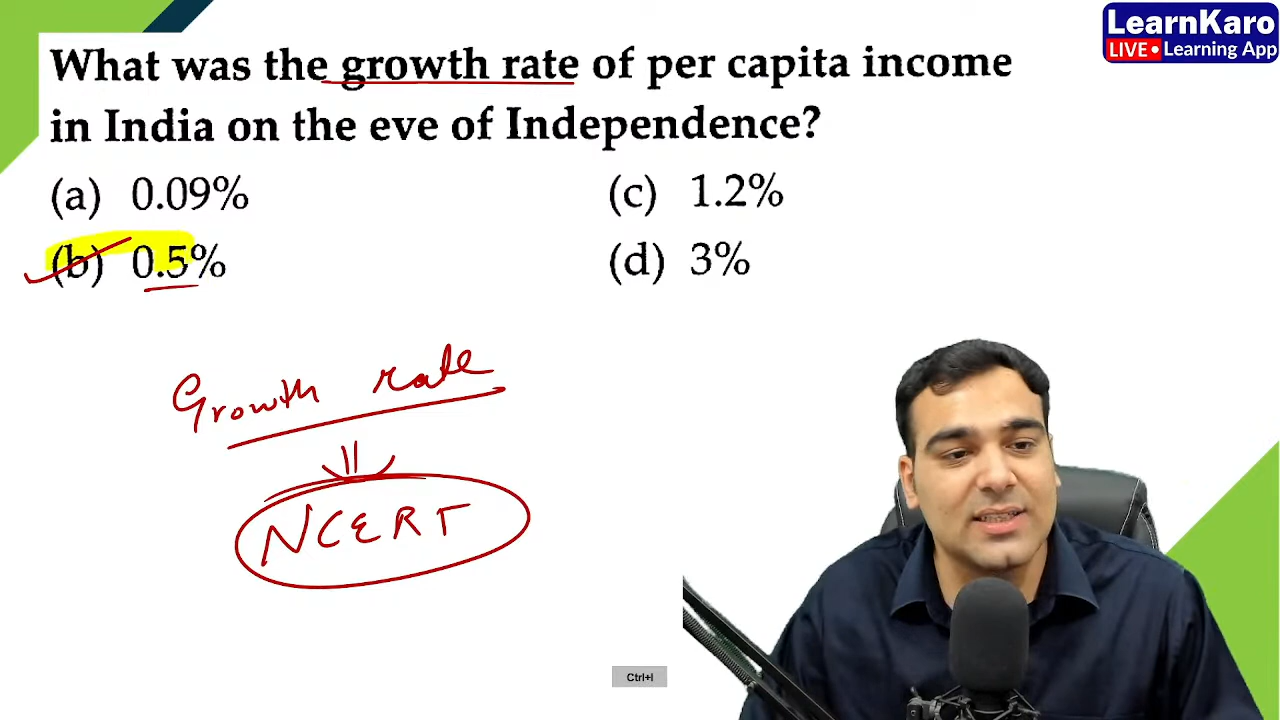 LearnKaro
LIVE • Learning App
What was the growth rate of per capita income
in India on the eve of Independence?
(a) 0.09%
(b) 0.5%
(c) 1.2%
(d) 3%
Growth rate
NCERT
Ctrl+I